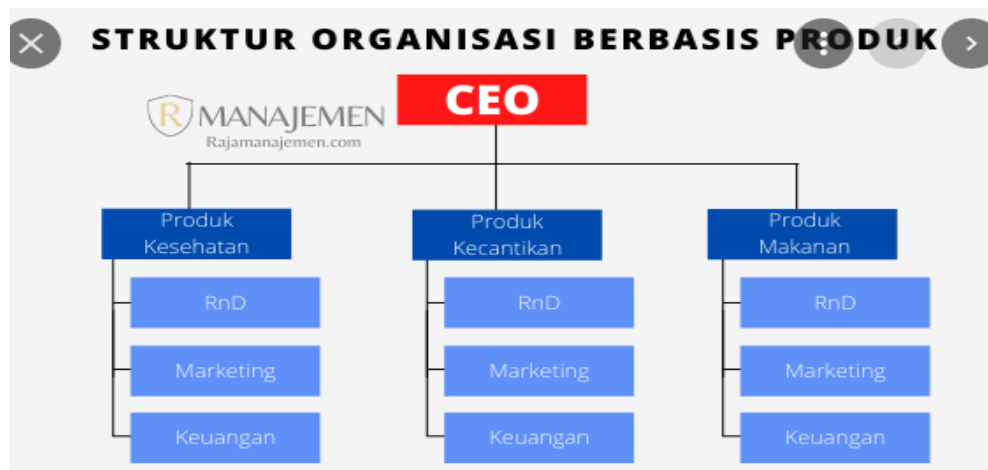 STRUKTUR ORGANISASI BERBASIS PRODUK
CEO
R MANAJEMEN
Rajamanajemen.com
Produk
Kesehatan
RnD
Marketing
Keuangan
Produk
Kecantikan
RnD
Marketing
Keuangan
Produk
Makanan
RnD
Marketing
Keuangan